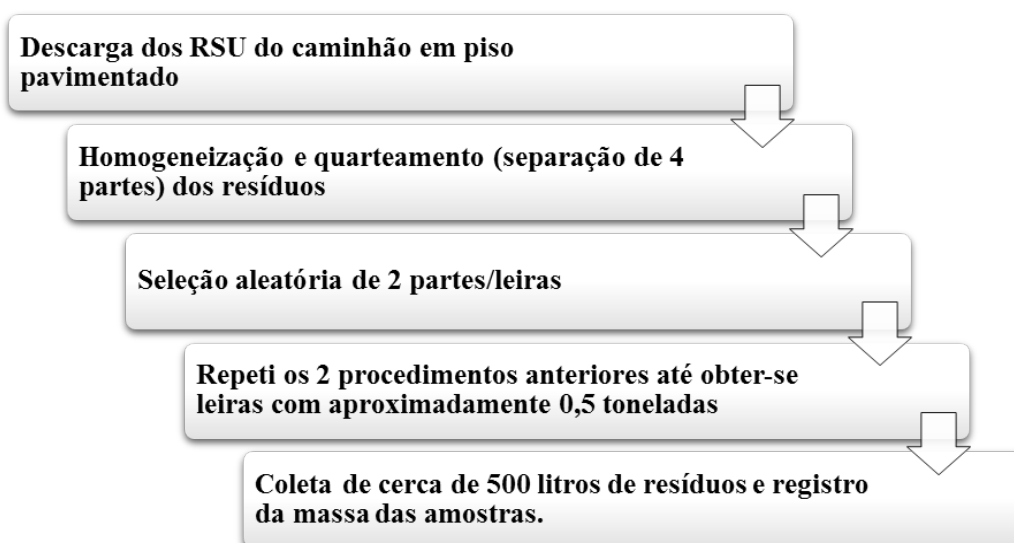 Descarga dos RSU do caminhão em piso
pavimentado
Homogeneização e quarteamento (separação de 4
partes) dos resíduos
Seleção aleatória de 2 partes/leiras
Repeti os 2 procedimentos anteriores até obter-se
leiras com aproximadamente 0,5 toneladas
Coleta de cerca de 500 litros de resíduos e registro
da massa das amostras.